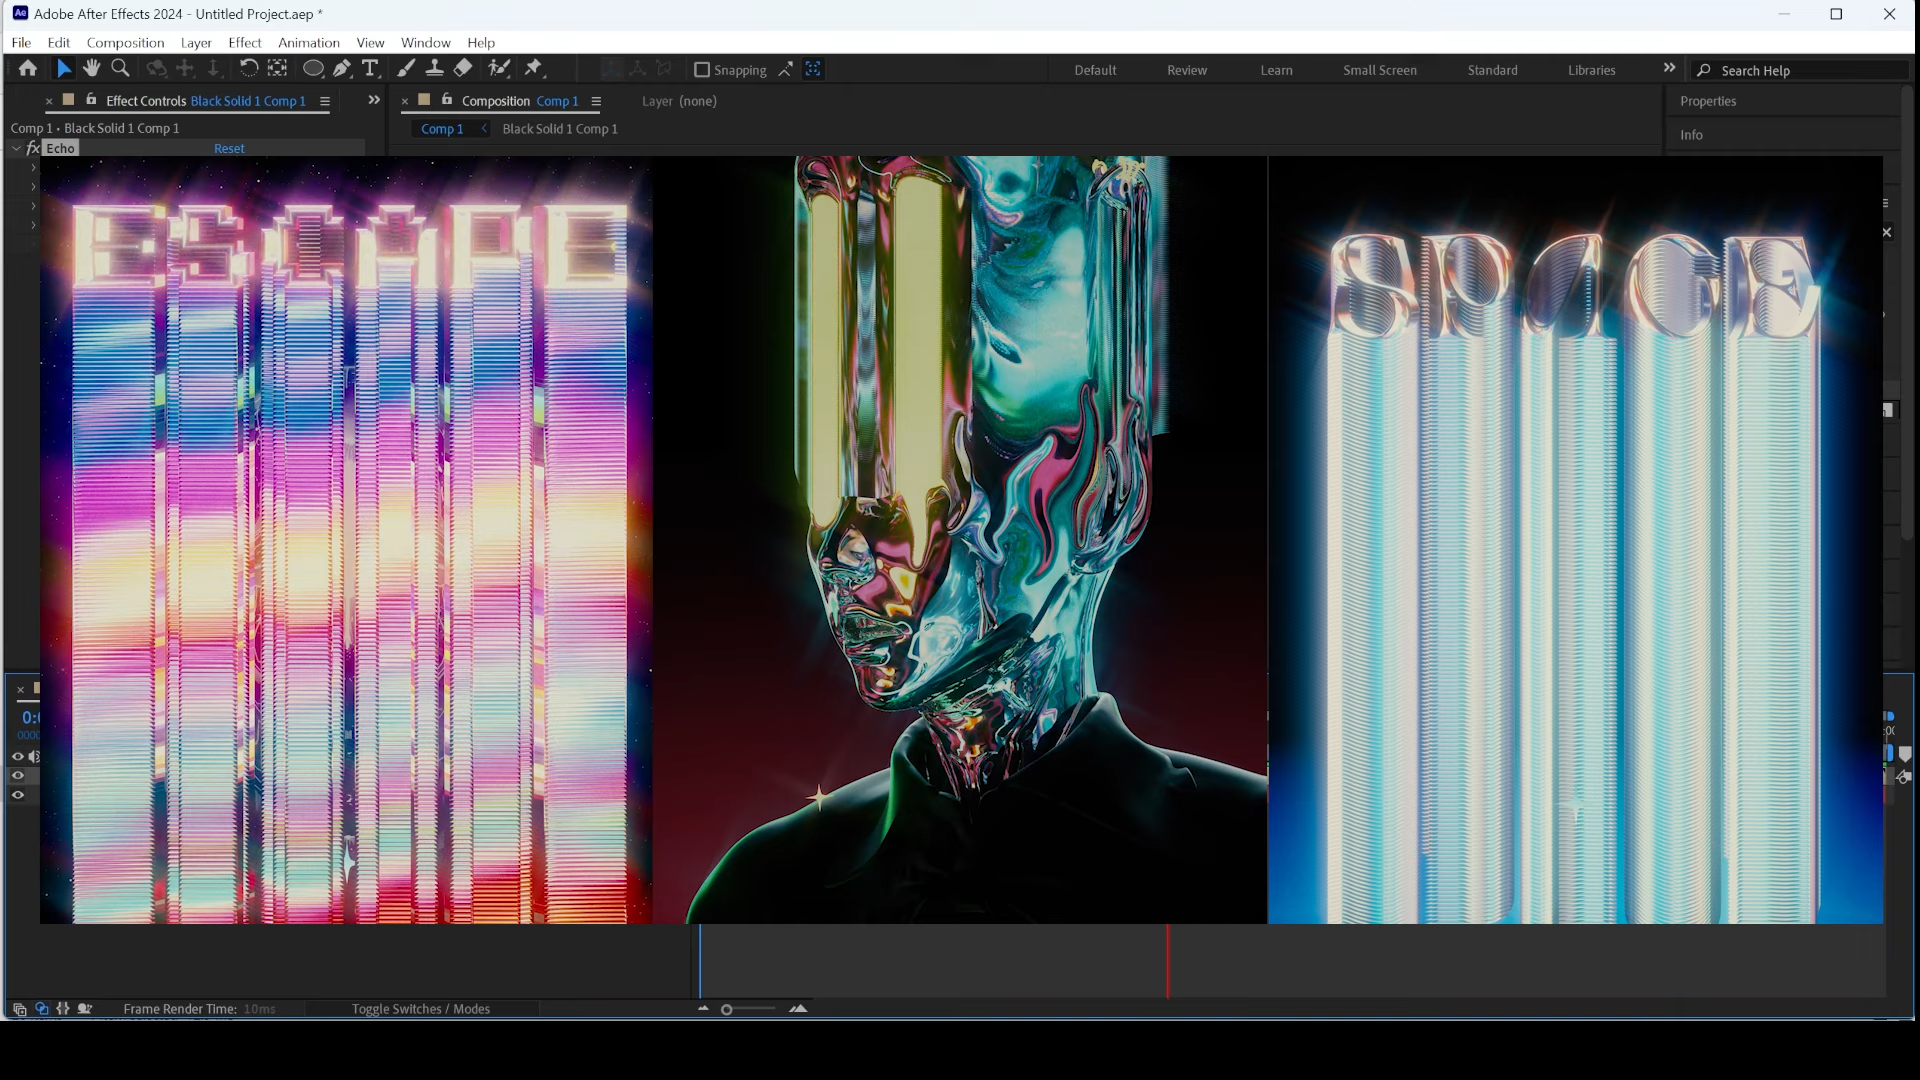 Ae Adobe After Effects 2024 - Untitled Project.aep *
File Edit Composition Layer Effect Animation View Window Help
Snapping Default Review Learn Small Screen Standard Libraries Search Help
Effect Controls Black Solid 1 Comp 1 Composition Comp 1 Layer (none) Properties
Comp 1 • Black Solid 1 Comp 1 Comp 1 Black Solid 1 Comp 1 Info
fx Echo Reset
ESCAPE
SPACE
Frame Render Time: 10ms Toggle Switches / Modes